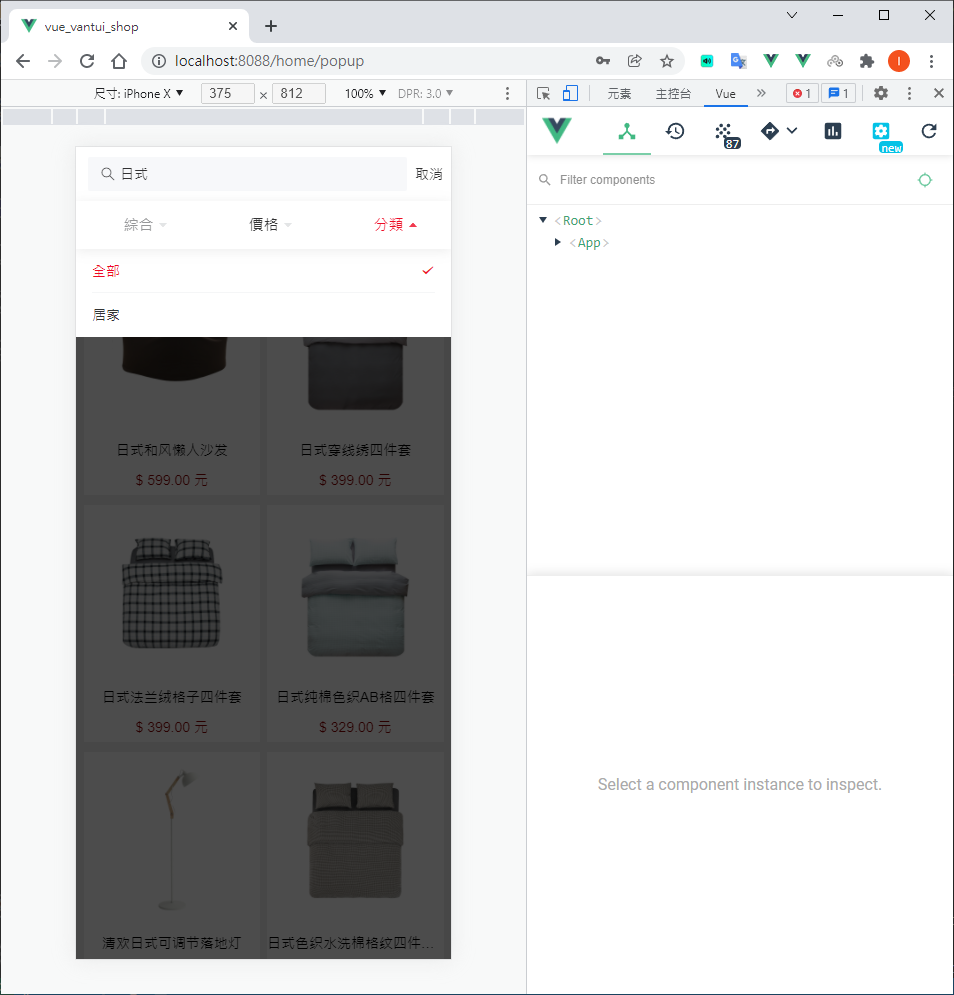 vue_vantui_shop
localhost:8088/home/popup
I
尺寸: iPhone X ▼ 375 × 812 100% ▼ DPR: 3.0 ▼
元素 主控台 Vue » 1 1
87
new
Filter components
<Root>
<App>
Select a component instance to inspect.
日式 取消
綜合 價格 分類
全部
居家
日式和风懒人沙发 日式穿线绣四件套
$ 599.00 元 $ 399.00 元
日式法兰绒格子四件套 日式纯棉色织AB格四件套
$ 399.00 元 $ 329.00 元
清欢日式可调节落地灯 日式色织水洗棉格纹四件...